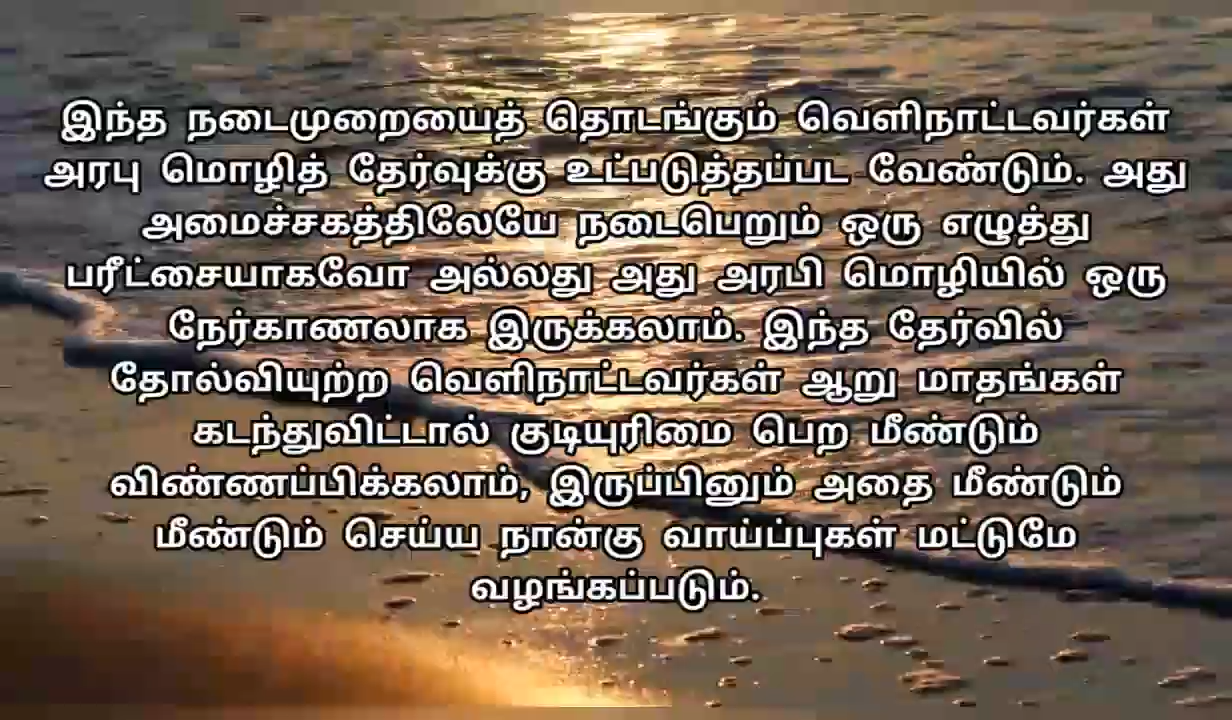 இந்த நடைமுறையைத் தொடங்கும் வெளிநாட்டவர்கள்
அரபு மொழித் தேர்வுக்கு உட்படுத்தப்பட வேண்டும். அது
அமைச்சகத்திலேயே நடைபெறும் ஒரு எழுத்து
பரீட்சையாகவோ அல்லது அது அரபி மொழியில் ஒரு
நேர்காணலாக இருக்கலாம். இந்த தேர்வில்
தோல்வியுற்ற வெளிநாட்டவர்கள் ஆறு மாதங்கள்
கடந்துவிட்டால் குடியுரிமை பெற மீண்டும்
விண்ணப்பிக்கலாம், இருப்பினும் அதை மீண்டும்
மீண்டும் செய்ய நான்கு வாய்ப்புகள் மட்டுமே
வழங்கப்படும்.